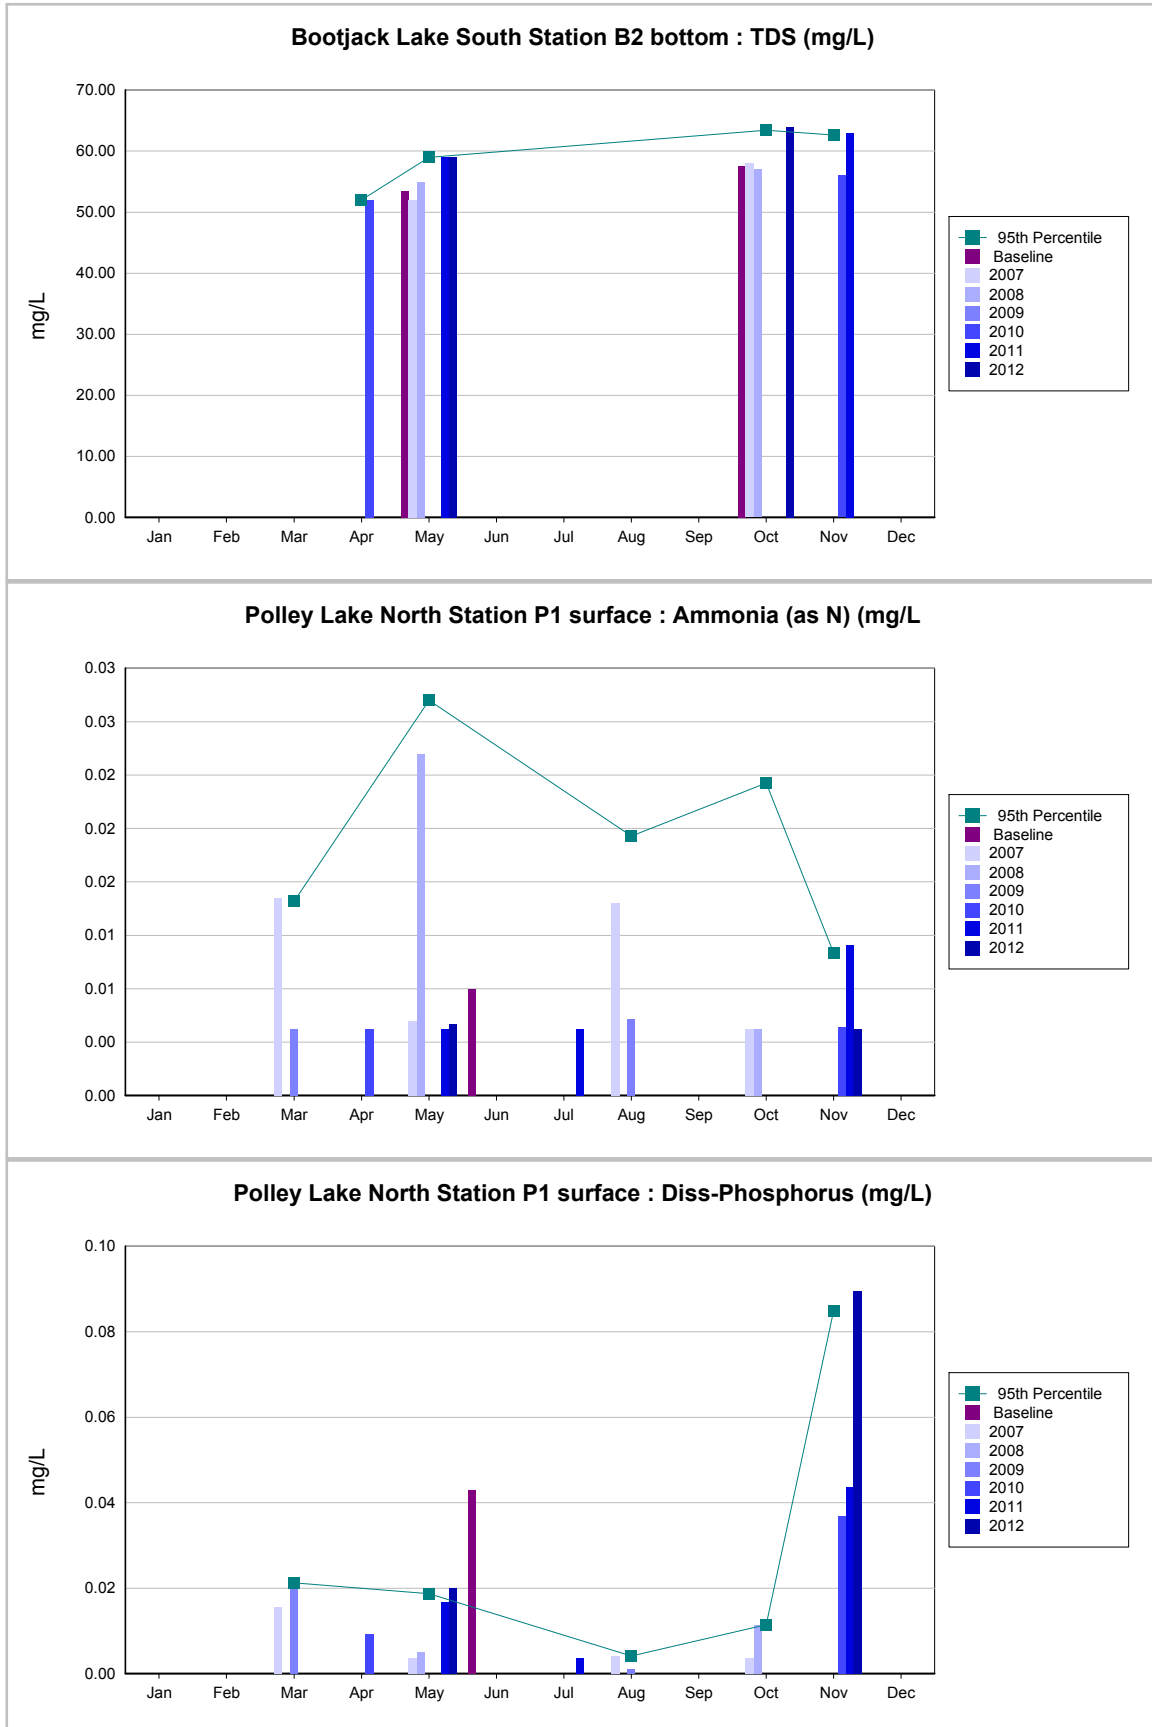 Bootjack Lake South Station B2 bottom : TDS (mg/L)
70.00
60.00
50.00
40.00
30.00
20.00
10.00
0.00
mg/L
Jan Feb Mar Apr May Jun Jul Aug Sep Oct Nov Dec
95th Percentile
Baseline
2007
2008
2009
2010
2011
2012
Polley Lake North Station P1 surface : Ammonia (as N) (mg/L
0.03
0.03
0.02
0.02
0.02
0.01
0.01
0.00
0.00
Jan Feb Mar Apr May Jun Jul Aug Sep Oct Nov Dec
95th Percentile
Baseline
2007
2008
2009
2010
2011
2012
Polley Lake North Station P1 surface : Diss-Phosphorus (mg/L)
0.10
0.08
0.06
0.04
0.02
0.00
mg/L
Jan Feb Mar Apr May Jun Jul Aug Sep Oct Nov Dec
95th Percentile
Baseline
2007
2008
2009
2010
2011
2012